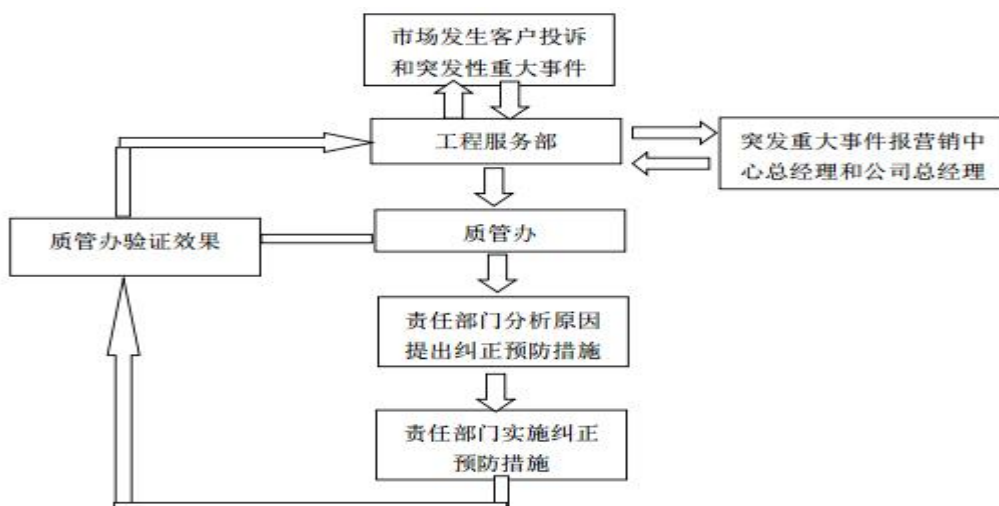 市场发生客户投诉
和突发性重大事件
工程服务部
突发重大事件报营销中
心总经理和公司总经理
质管办验证效果
质管办
责任部门分析原因
提出纠正预防措施
责任部门实施纠正
预防措施